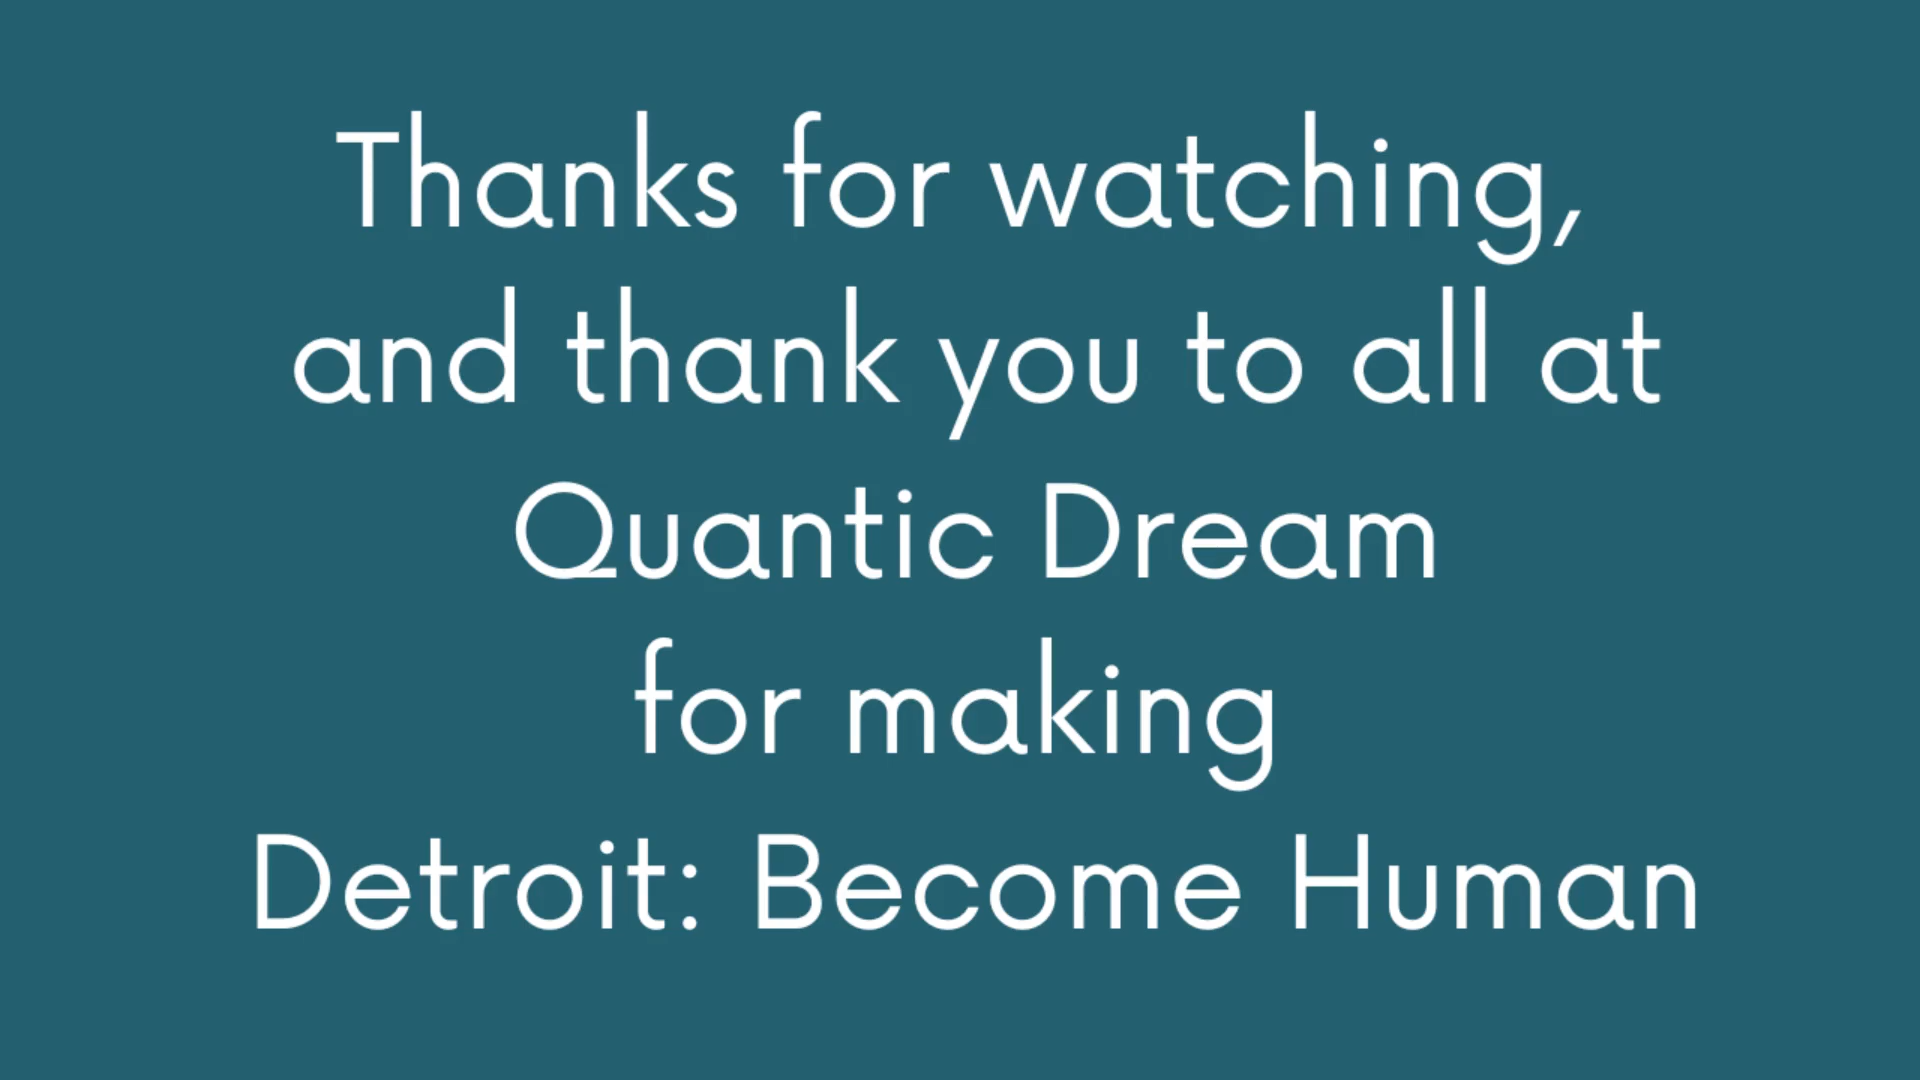 Thanks for watching,
and thank you to all at
Quantic Dream
for making
Detroit: Become Human